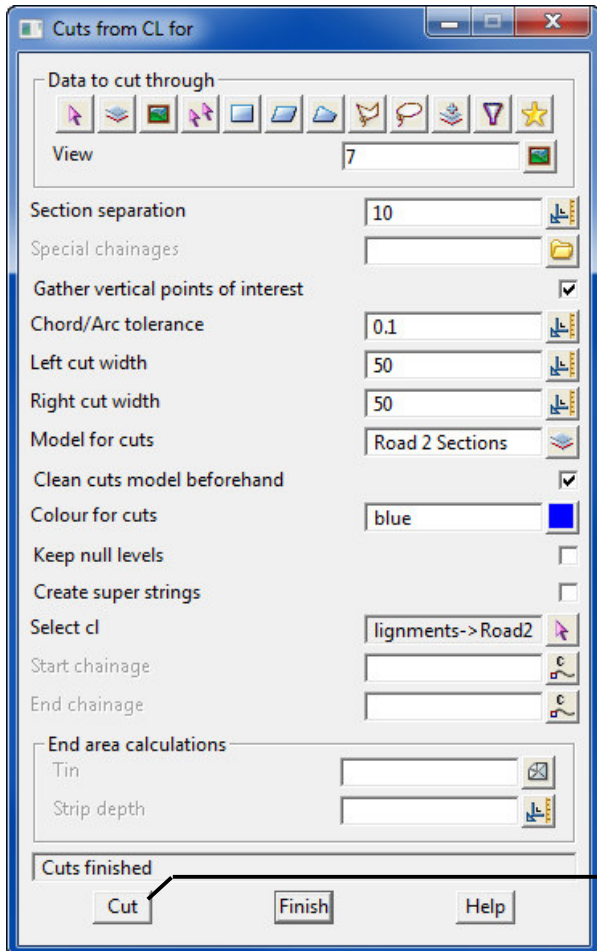 Cuts from CL for
Data to cut through
View 7
Section separation 10
Special chainages
Gather vertical points of interest
Chord/Arc tolerance 0.1
Left cut width 50
Right cut width 50
Model for cuts Road 2 Sections
Clean cuts model beforehand
Colour for cuts blue
Keep null levels
Create super strings
Select cl lignments->Road2
Start chainage c
End chainage c
End area calculations
Tin
Strip depth
Cuts finished
Cut Finish Help